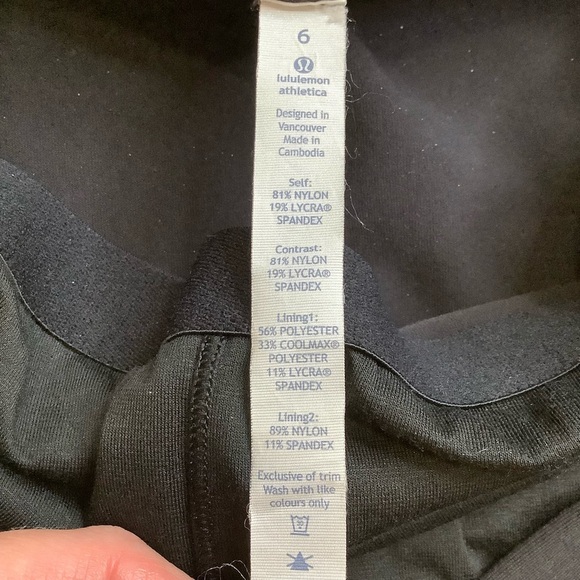 6
lululemon
athletica
Designed in
Vancouver
Made in
Cambodia
Self:
81% NYLON
19% LYCRA®
SPANDEX
Contrast:
81% NYLON
19% LYCRA®
SPANDEX
Lining1:
56% POLYESTER
33% COOLMAX®
POLYESTER
11% LYCRA®
SPANDEX
Lining2:
89% NYLON
11% SPANDEX
Exclusive of trim
Wash with like
colours only